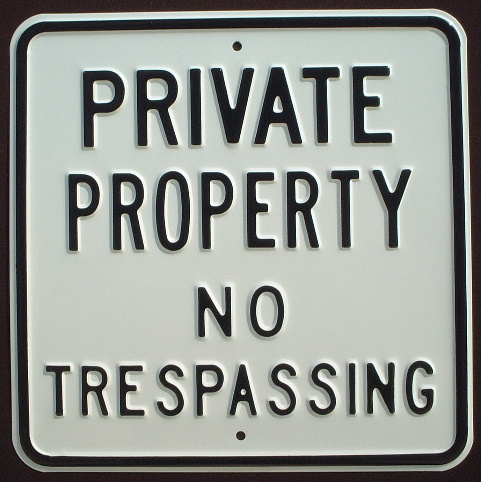 PRIVATE
PROPERTY
NO
TRESPASSING